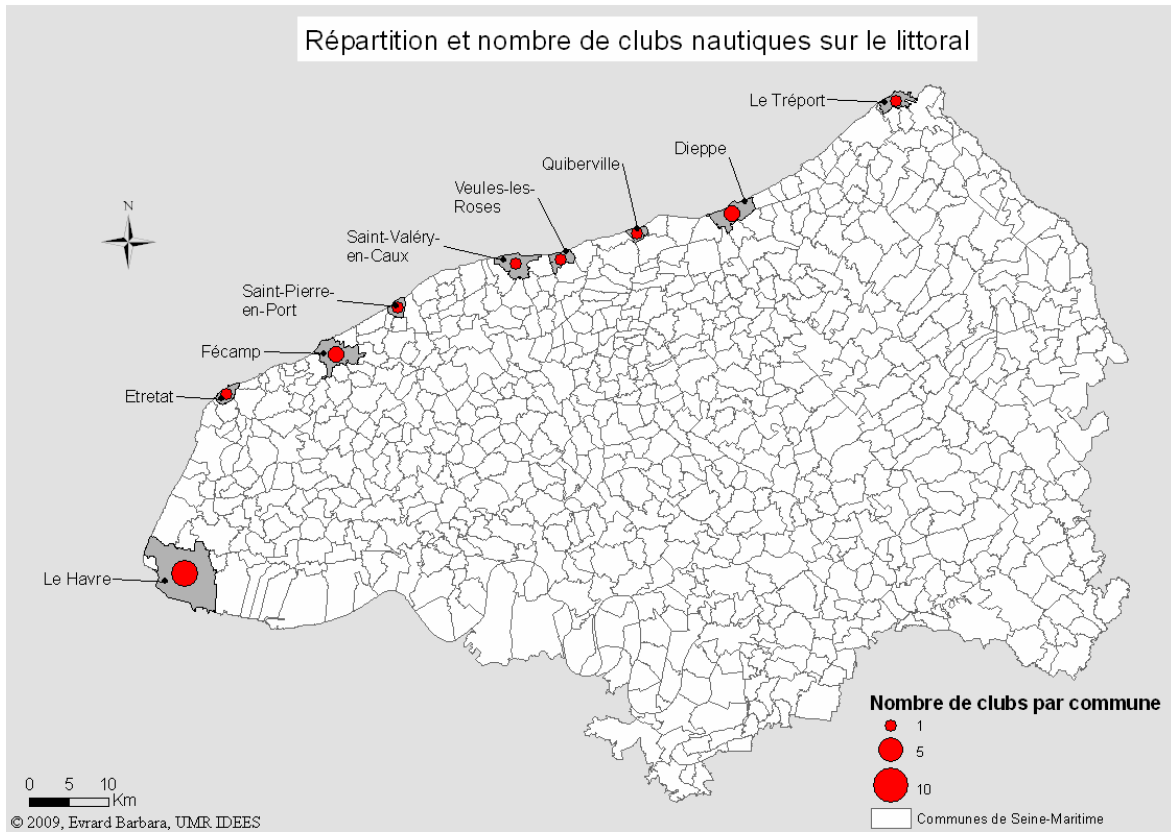 Répartition et nombre de clubs nautiques sur le littoral
Le Tréport
Dieppe
Quiberville
Veules-les-
Roses
Saint-Valéry-
en-Caux
N
Saint-Pierre-
en-Port
Fécamp
Etretat
Le Havre
Nombre de clubs par commune
1
5
10
Communes de Seine-Maritime
0 5 10
Km
© 2009, Evrard Barbara, UMR IDEES